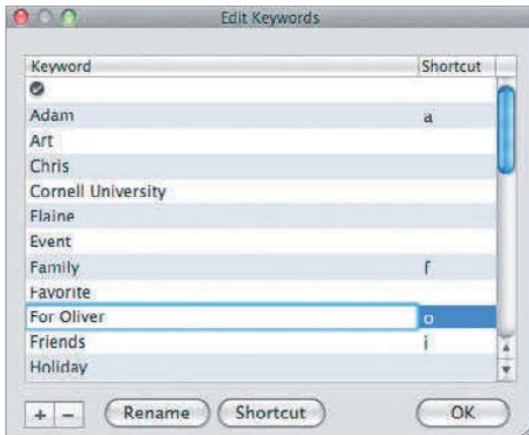 Edit Keywords
Keyword Shortcut
Adam a
Art
Chris
Cornell University
Elaine
Event
Family f
Favorite
For Oliver o
Friends i
Holiday
+ - Rename Shortcut OK